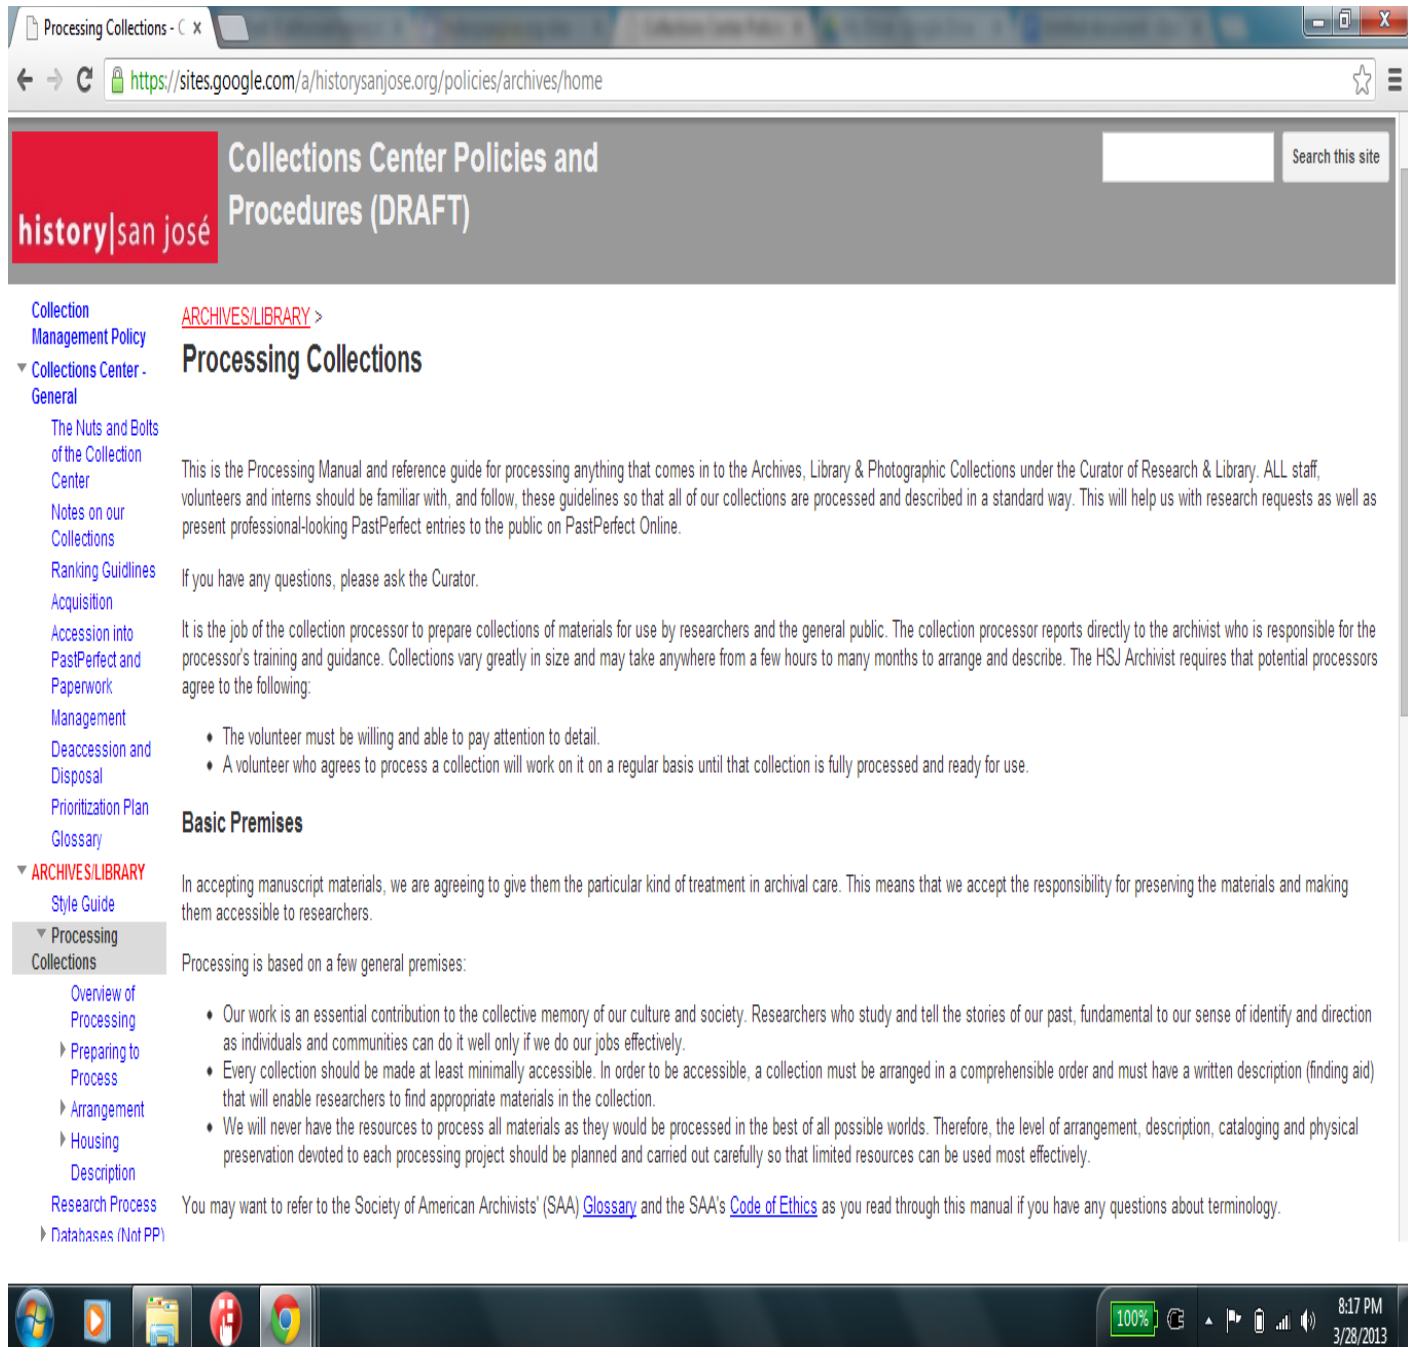 Processing Collections - C
https://sites.google.com/a/historysanjose.org/policies/archives/home
history|san josé
Collections Center Policies and
Procedures (DRAFT)
Search this site
Collection
Management Policy
Collections Center -
General
The Nuts and Bolts
of the Collection
Center
Notes on our
Collections
Ranking Guidlines
Acquisition
Accession into
PastPerfect and
Paperwork
Management
Deaccession and
Disposal
Prioritization Plan
Glossary
ARCHIVES/LIBRARY
Style Guide
Processing
Collections
Overview of
Processing
Preparing to
Process
Arrangement
Housing
Description
Research Process
Databases (Not PP)
ARCHIVES/LIBRARY >
Processing Collections
This is the Processing Manual and reference guide for processing anything that comes in to the Archives, Library & Photographic Collections under the Curator of Research & Library. ALL staff,
volunteers and interns should be familiar with, and follow, these guidelines so that all of our collections are processed and described in a standard way. This will help us with research requests as well as
present professional-looking PastPerfect entries to the public on PastPerfect Online.
If you have any questions, please ask the Curator.
It is the job of the collection processor to prepare collections of materials for use by researchers and the general public. The collection processor reports directly to the archivist who is responsible for the
processor's training and guidance. Collections vary greatly in size and may take anywhere from a few hours to many months to arrange and describe. The HSJ Archivist requires that potential processors
agree to the following:
• The volunteer must be willing and able to pay attention to detail.
• A volunteer who agrees to process a collection will work on it on a regular basis until that collection is fully processed and ready for use.
Basic Premises
In accepting manuscript materials, we are agreeing to give them the particular kind of treatment in archival care. This means that we accept the responsibility for preserving the materials and making
them accessible to researchers.
Processing is based on a few general premises:
• Our work is an essential contribution to the collective memory of our culture and society. Researchers who study and tell the stories of our past, fundamental to our sense of identify and direction
as individuals and communities can do it well only if we do our jobs effectively.
• Every collection should be made at least minimally accessible. In order to be accessible, a collection must be arranged in a comprehensible order and must have a written description (finding aid)
that will enable researchers to find appropriate materials in the collection.
• We will never have the resources to process all materials as they would be processed in the best of all possible worlds. Therefore, the level of arrangement, description, cataloging and physical
preservation devoted to each processing project should be planned and carried out carefully so that limited resources can be used most effectively.
You may want to refer to the Society of American Archivists' (SAA) Glossary and the SAA's Code of Ethics as you read through this manual if you have any questions about terminology.
100%
8:17 PM
3/28/2013